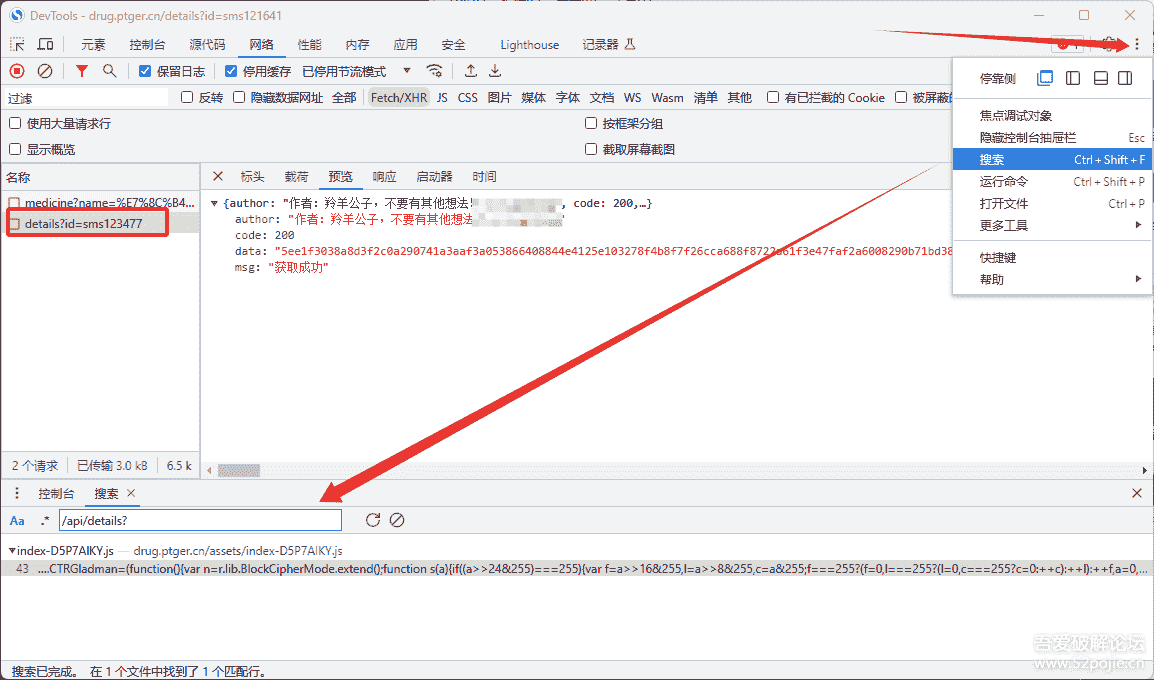 DevTools - drug.ptger.cn/details?id=sms121641
元素 控制台 源代码 网络 性能 内存 应用 安全 Lighthouse 记录器
保留日志 停用缓存 已停用节流模式
过滤 反转 隐藏数据网址 全部 Fetch/XHR JS CSS 图片 媒体 字体 文档 WS Wasm 清单 其他 有已拦截的 Cookie 被屏蔽的
使用大量请求行 按框架分组
显示概览 截取屏幕截图
停靠侧
焦点调试对象
隐藏控制台抽屉栏 Esc
搜索 Ctrl + Shift + F
运行命令 Ctrl + Shift + P
打开文件 Ctrl + P
更多工具
快捷键
帮助
名称
medicine?name=%E7%8C%B4...
details?id=sms123477
标头 载荷 预览 响应 启动器 时间
{author: "作者：羚羊公子，不要有其他想法! , code: 200,…}
author: "作者：羚羊公子，不要有其他想法
code: 200
data: "5ee1f3038a8d3f2c0a290741a3aaf3a053866408844e4125e103278f4b8f7f26cca688f8722a61f3e47faf2a6008290b71bd38
msg: "获取成功"
2 个请求 已传输 3.0 kB 6.5 k
控制台 搜索
Aa .* /api/details?
index-D5P7AlKY.js — drug.ptger.cn/assets/index-D5P7AlKY.js
43 ....CTRGladman=(function(){var n=r.lib.BlockCipherMode.extend();function s(a){if((a>>24&255)===255){var f=a>>16&255,l=a>>8&255,c=a&255;f===255?(f=0,l===255?(l=0,c===255?c=0:++c):++l):++f,a=0,...
搜索已完成。 在 1 个文件中找到了 1 个匹配行。
吾爱破解论坛
www.52pojie.cn